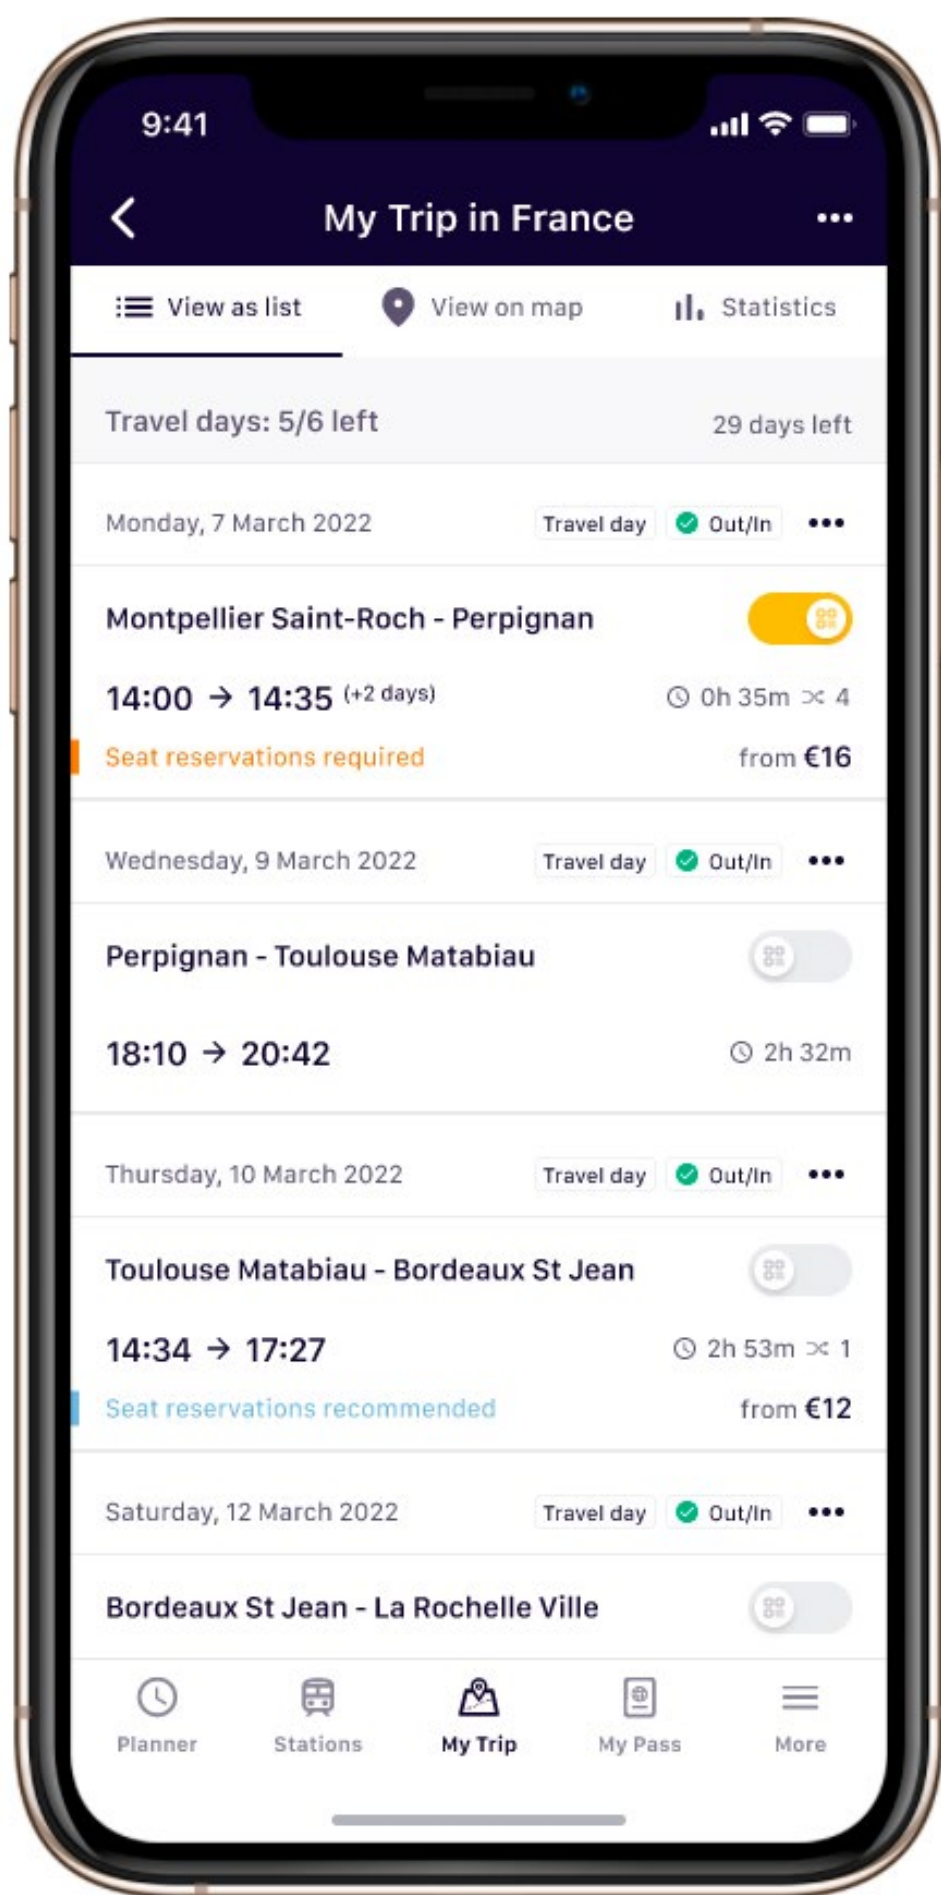 9:41
My Trip in France
View as list View on map Statistics
Travel days: 5/6 left 29 days left
Monday, 7 March 2022 Travel day Out/In
Montpellier Saint-Roch - Perpignan
14:00 → 14:35 (+2 days) 0h 35m 4
Seat reservations required from €16
Wednesday, 9 March 2022 Travel day Out/In
Perpignan - Toulouse Matabiau
18:10 → 20:42 2h 32m
Thursday, 10 March 2022 Travel day Out/In
Toulouse Matabiau - Bordeaux St Jean
14:34 → 17:27 2h 53m 1
Seat reservations recommended from €12
Saturday, 12 March 2022 Travel day Out/In
Bordeaux St Jean - La Rochelle Ville
Planner Stations My Trip My Pass More